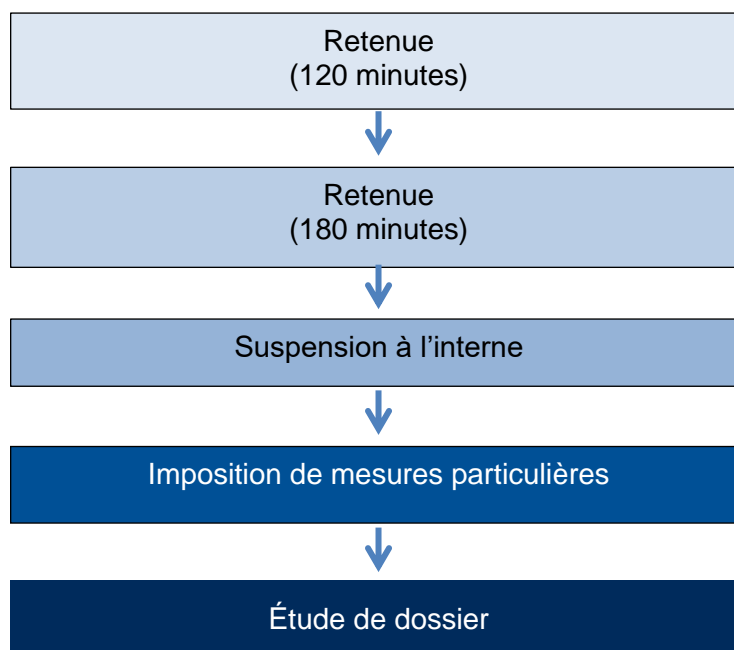 Retenue
(120 minutes)
Retenue
(180 minutes)
Suspension à l’interne
Imposition de mesures particulières
Étude de dossier